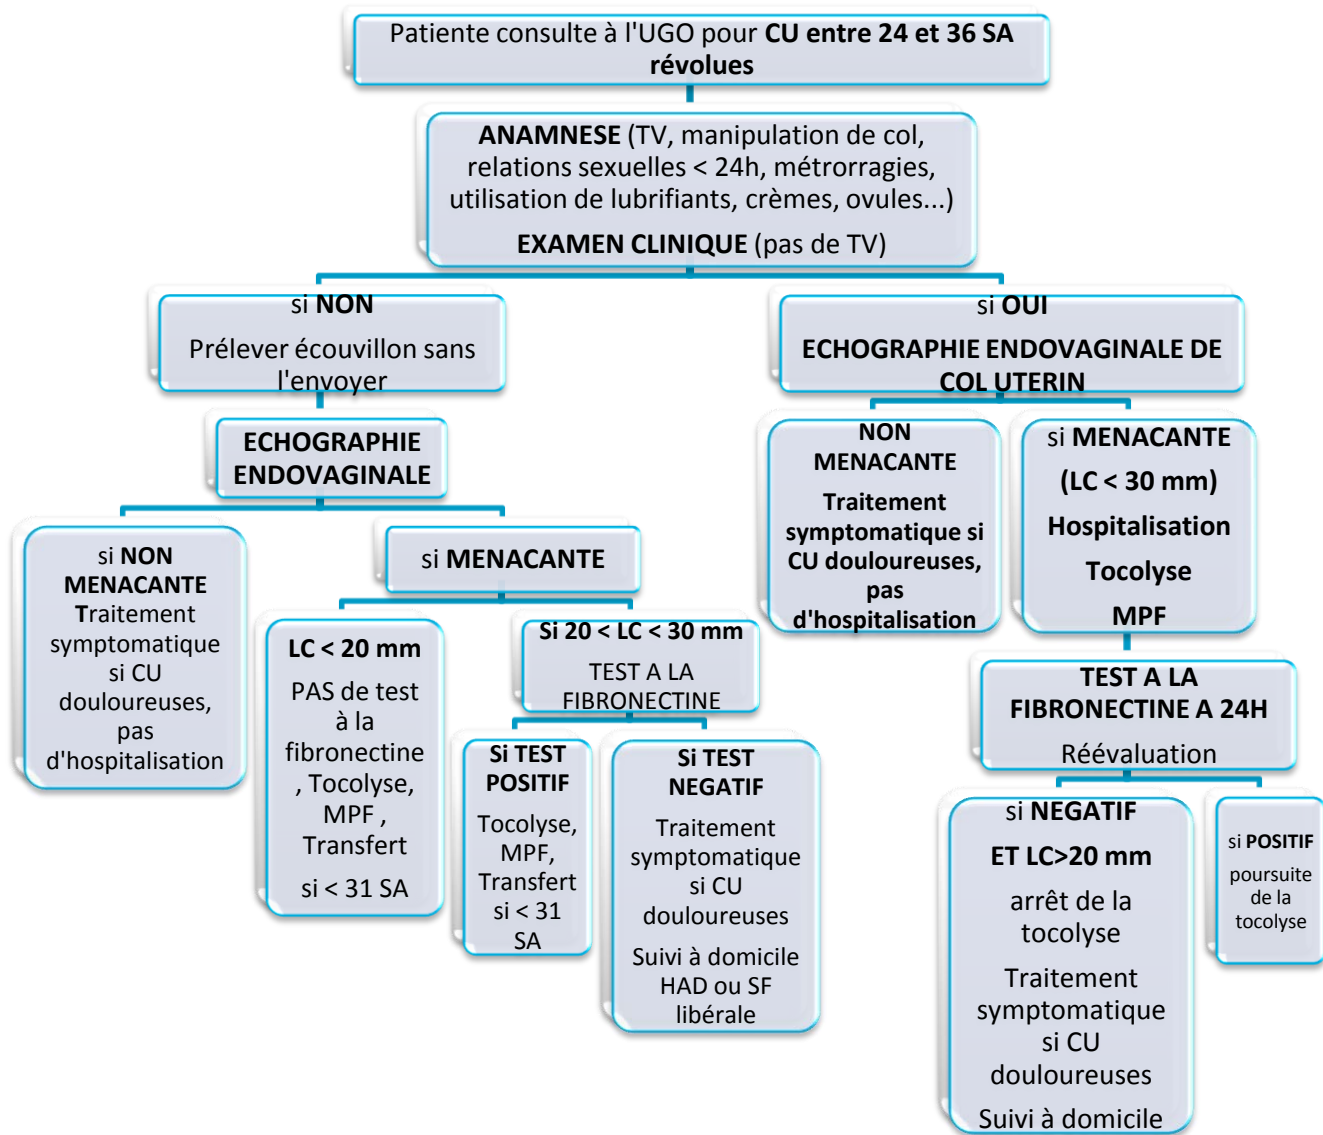 Patiente consulte à l'UGO pour CU entre 24 et 36 SA
révolues
ANAMNESE (TV, manipulation de col,
relations sexuelles < 24h, métrorragies,
utilisation de lubrifiants, crèmes, ovules...)
EXAMEN CLINIQUE (pas de TV)
si NON
Prélever écouvillon sans
l'envoyer
ECHOGRAPHIE
ENDOVAGINALE
si NON
MENACANTE
Traitement
symptomatique
si CU
douloureuses,
pas
d'hospitalisation
si MENACANTE
LC < 20 mm
PAS de test
à la
fibronectine
, Tocolyse,
MPF ,
Transfert
si < 31 SA
Si 20 < LC < 30 mm
TEST A LA
FIBRONECTINE
Si TEST
POSITIF
Tocolyse,
MPF,
Transfert
si < 31
SA
Si TEST
NEGATIF
Traitement
symptomatique
si CU
douloureuses
Suivi à domicile
HAD ou SF
libérale
si OUI
ECHOGRAPHIE ENDOVAGINALE DE
COL UTERIN
NON
MENACANTE
Traitement
symptomatique si
CU douloureuses,
pas
d'hospitalisation
si MENACANTE
(LC < 30 mm)
Hospitalisation
Tocolyse
MPF
TEST A LA
FIBRONECTINE A 24H
Réévaluation
si NEGATIF
ET LC>20 mm
arrêt de la
tocolyse
Traitement
symptomatique
si CU
douloureuses
Suivi à domicile
si POSITIF
poursuite
de la
tocolyse